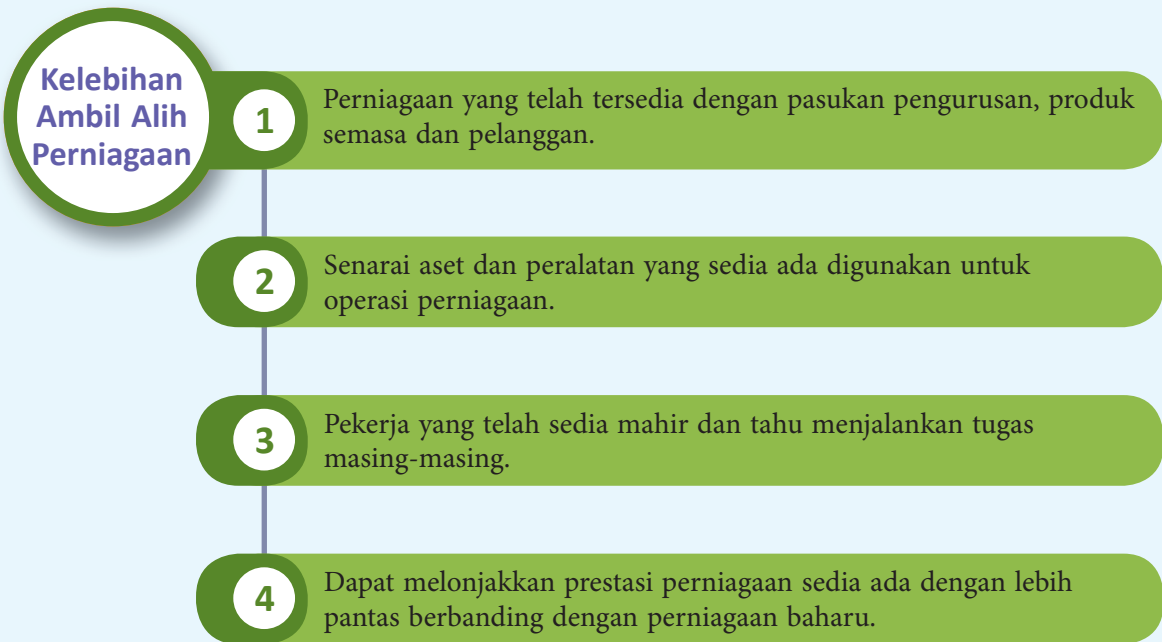 Kelebihan
Ambil Alih
Perniagaan
1
Perniagaan yang telah tersedia dengan pasukan pengurusan, produk
semasa dan pelanggan.
2
Senarai aset dan peralatan yang sedia ada digunakan untuk
operasi perniagaan.
3
Pekerja yang telah sedia mahir dan tahu menjalankan tugas
masing-masing.
4
Dapat melonjakkan prestasi perniagaan sedia ada dengan lebih
pantas berbanding dengan perniagaan baharu.